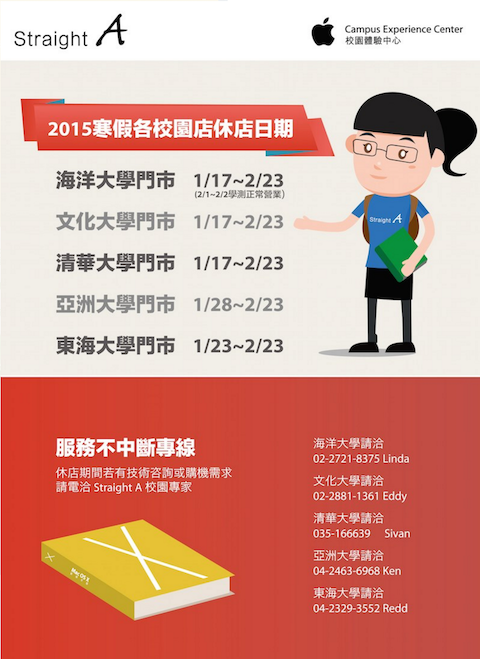 Straight A
Campus Experience Center
校園體驗中心
2015寒假各校園店休店日期
海洋大學門市 1/17~2/23
(2/1~2/2學測正常營業)
文化大學門市 1/17~2/23
清華大學門市 1/17~2/23
亞洲大學門市 1/28~2/23
東海大學門市 1/23~2/23
Straight A
服務不中斷專線
休店期間若有技術咨詢或購機需求
請電洽 Straight A 校園專家
海洋大學請洽
02-2721-8375 Linda
文化大學請洽
02-2881-1361 Eddy
清華大學請洽
035-166639 Sivan
亞洲大學請洽
04-2463-6968 Ken
東海大學請洽
04-2329-3552 Redd
X
X